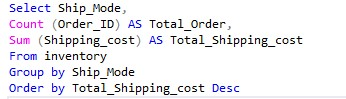 Select Ship_Mode,
Count (Order_ID) AS Total_Order,
Sum (Shipping_cost) AS Total_Shipping_cost
From inventory
Group by Ship_Mode
Order by Total_Shipping_cost Desc